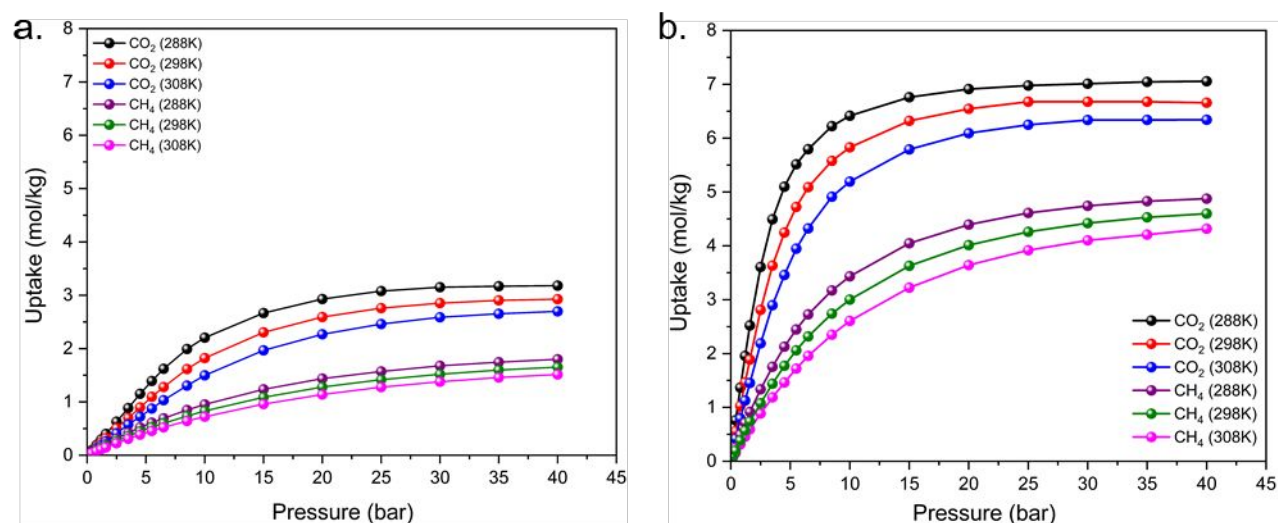 a.
8
7
6
5
4
3
2
1
0
Uptake (mol/kg)
CO₂ (288K)
CO₂ (298K)
CO₂ (308K)
CH₄ (288K)
CH₄ (298K)
CH₄ (308K)
0 5 10 15 20 25 30 35 40 45
Pressure (bar)
b.
8
7
6
5
4
3
2
1
0
Uptake (mol/kg)
CO₂ (288K)
CO₂ (298K)
CO₂ (308K)
CH₄ (288K)
CH₄ (298K)
CH₄ (308K)
0 5 10 15 20 25 30 35 40 45
Pressure (bar)